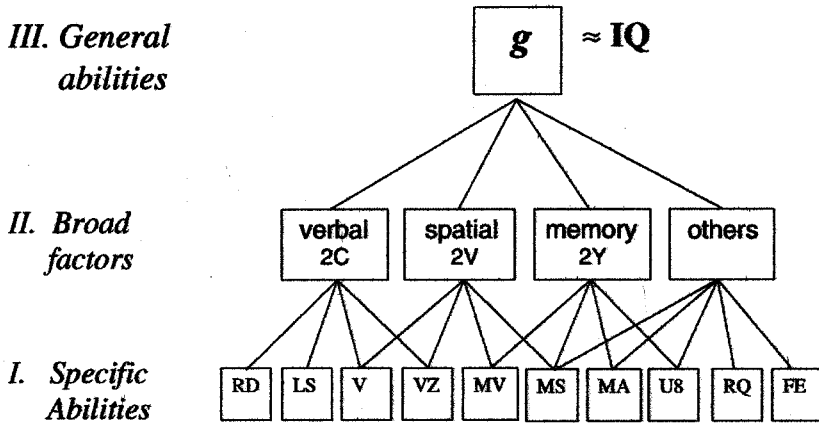 III. General
abilities
g ≈ IQ
II. Broad
factors
verbal
2C
spatial
2V
memory
2Y
others
I. Specific
Abilities
RD LS V VZ MV MS MA U8 RQ FE